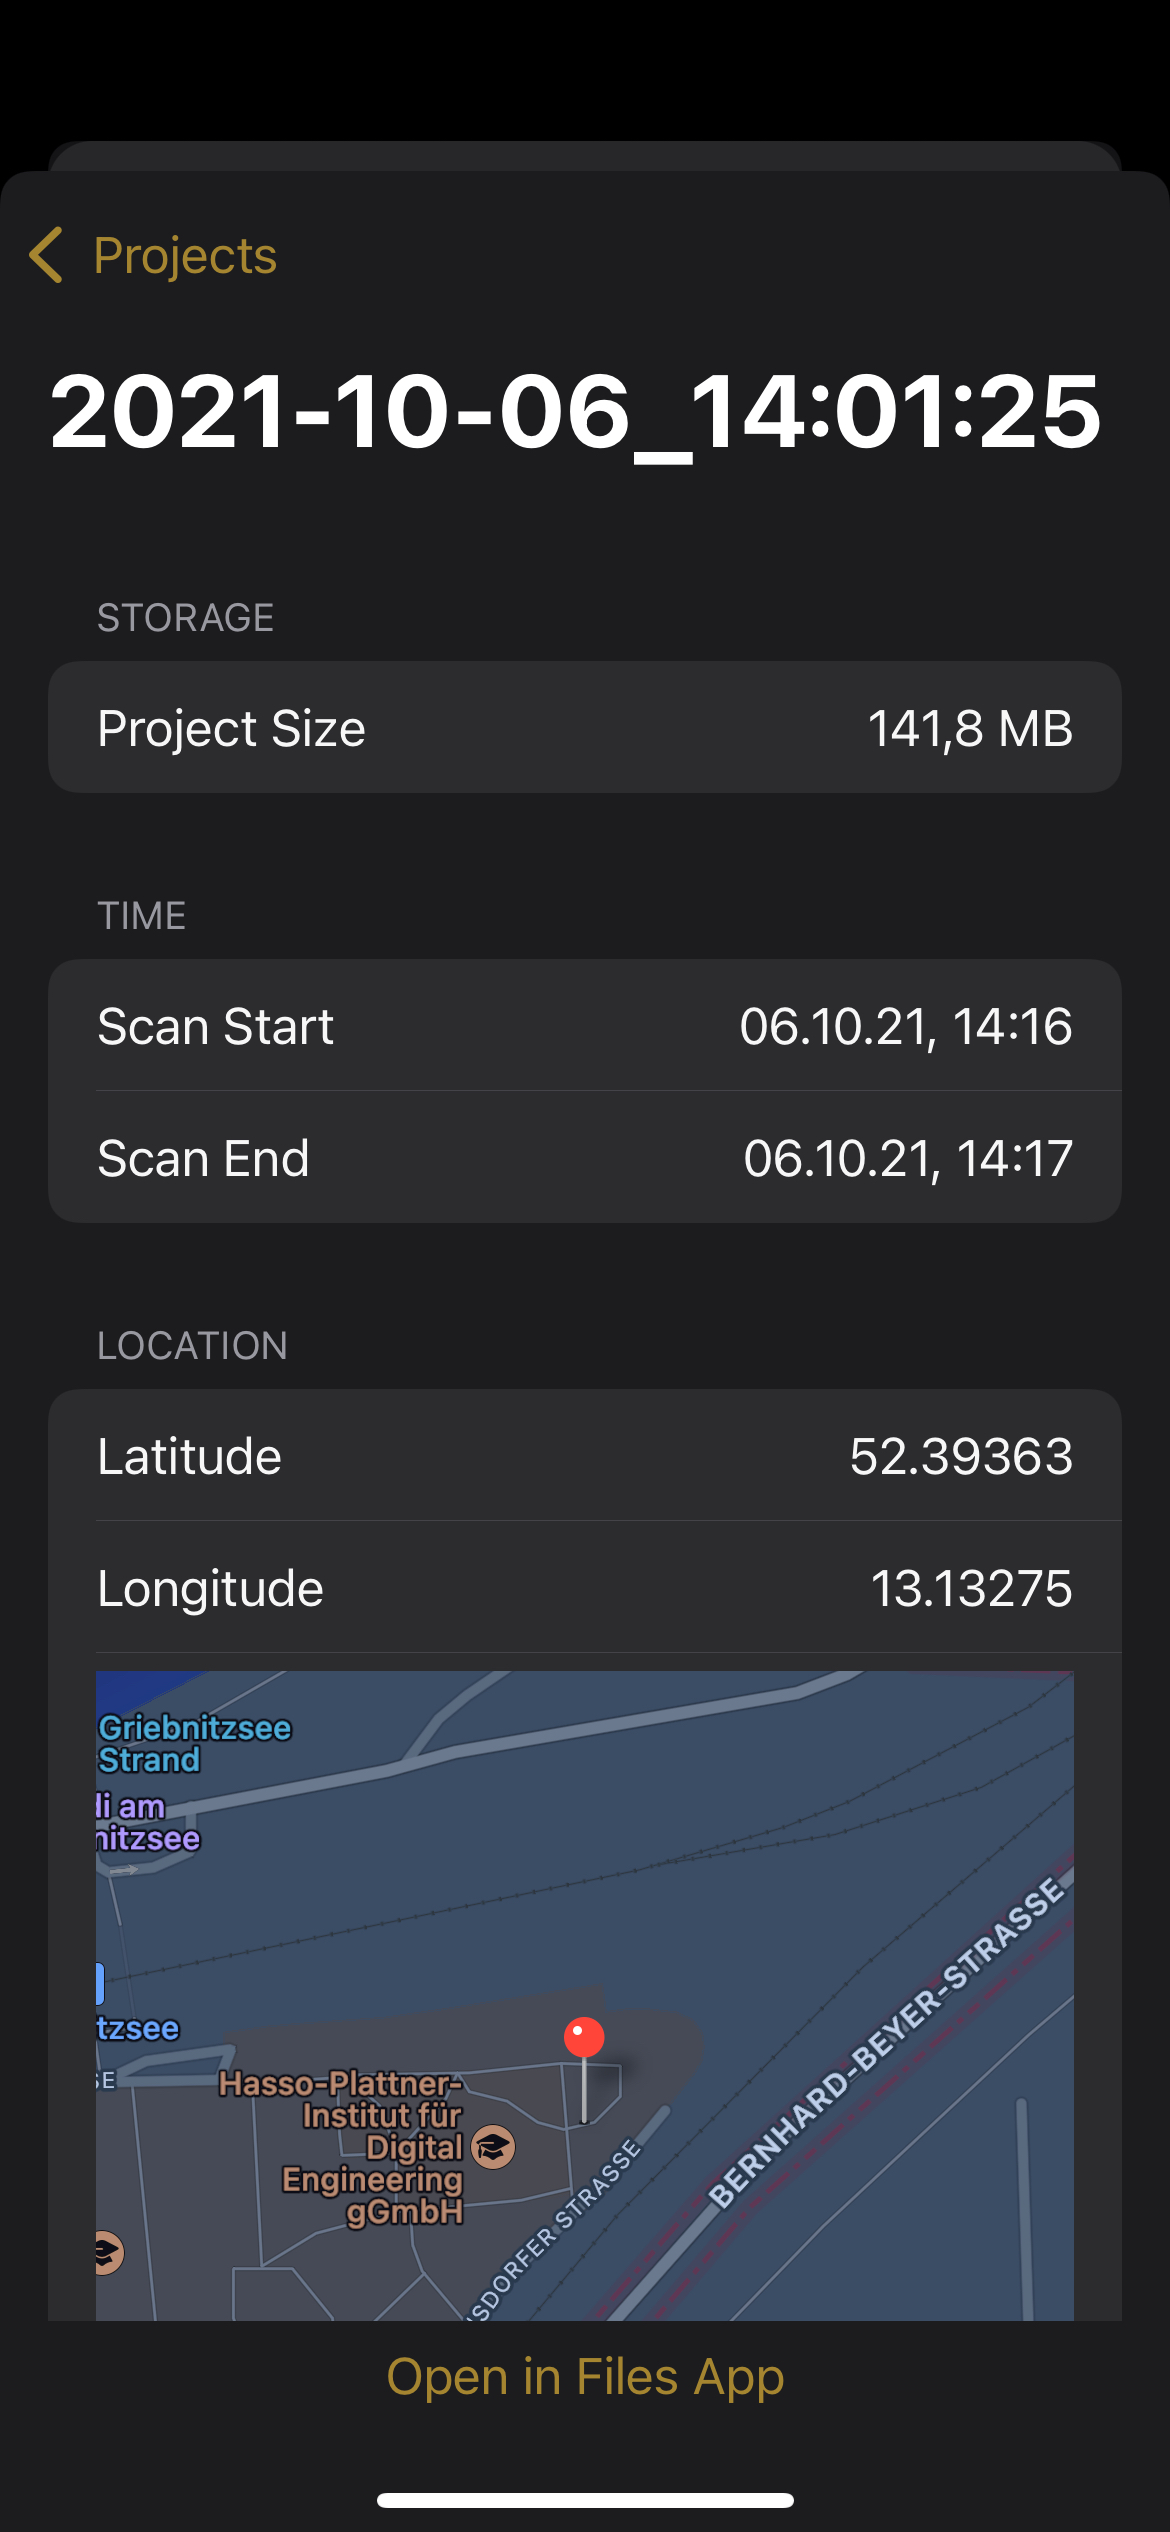 Projects
2021-10-06_14:01:25
STORAGE
Project Size 141,8 MB
TIME
Scan Start 06.10.21, 14:16
Scan End 06.10.21, 14:17
LOCATION
Latitude 52.39363
Longitude 13.13275
Griebnitzsee
Strand
di am
nitzsee
tzsee
SE
Hasso-Plattner-
Institut für
Digital
Engineering
gGmbH
SDORFER STRASSE
BERNHARD-BEYER-STRASSE
Open in Files App